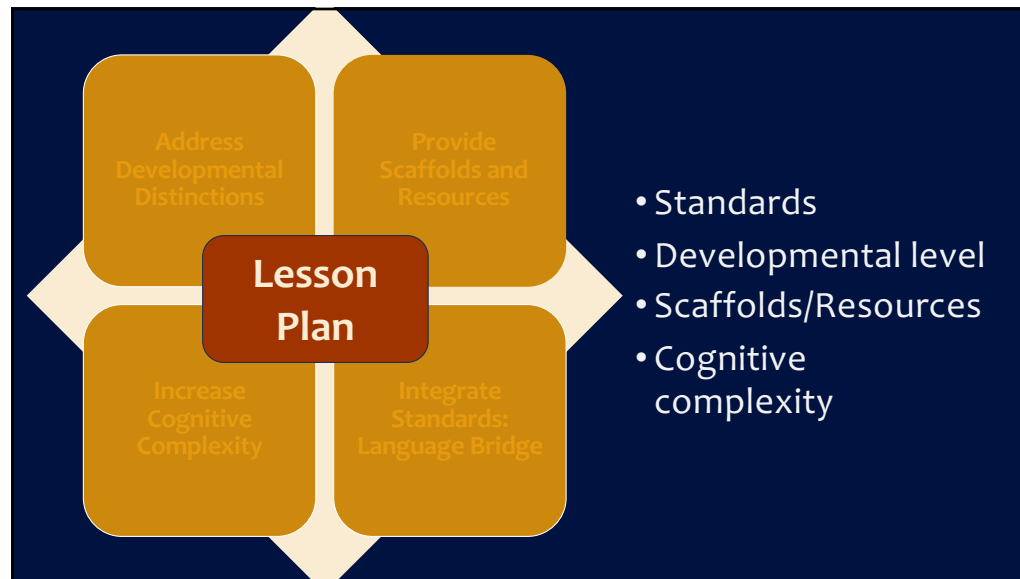 Address
Developmental
Distinctions
Provide
Scaffolds and
Resources
Lesson
Plan
Increase
Cognitive
Complexity
Integrate
Standards:
Language Bridge
• Standards
• Developmental level
• Scaffolds/Resources
• Cognitive
complexity